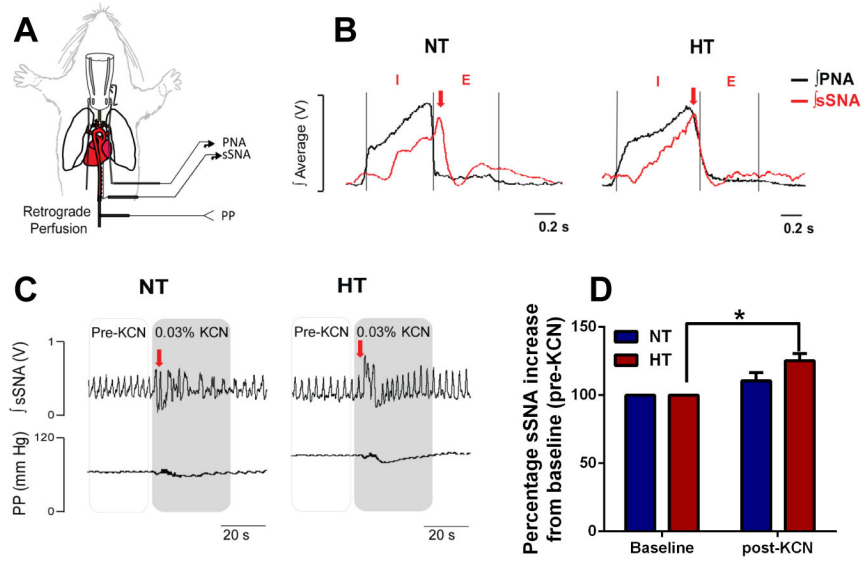 A
PNA
sSNA
Retrograde
Perfusion
PP
B
NT
HT
I
E
I
E
∫PNA
∫sSNA
∫ Average (V)
0.2 s
0.2 s
C
NT
HT
Pre-KCN
0.03% KCN
Pre-KCN
0.03% KCN
∫ sSNA (V)
1
0
PP (mm Hg)
120
0
20 s
20 s
D
Percentage sSNA increase
from baseline (pre-KCN)
150
100
50
0
NT
HT
*
Baseline
post-KCN